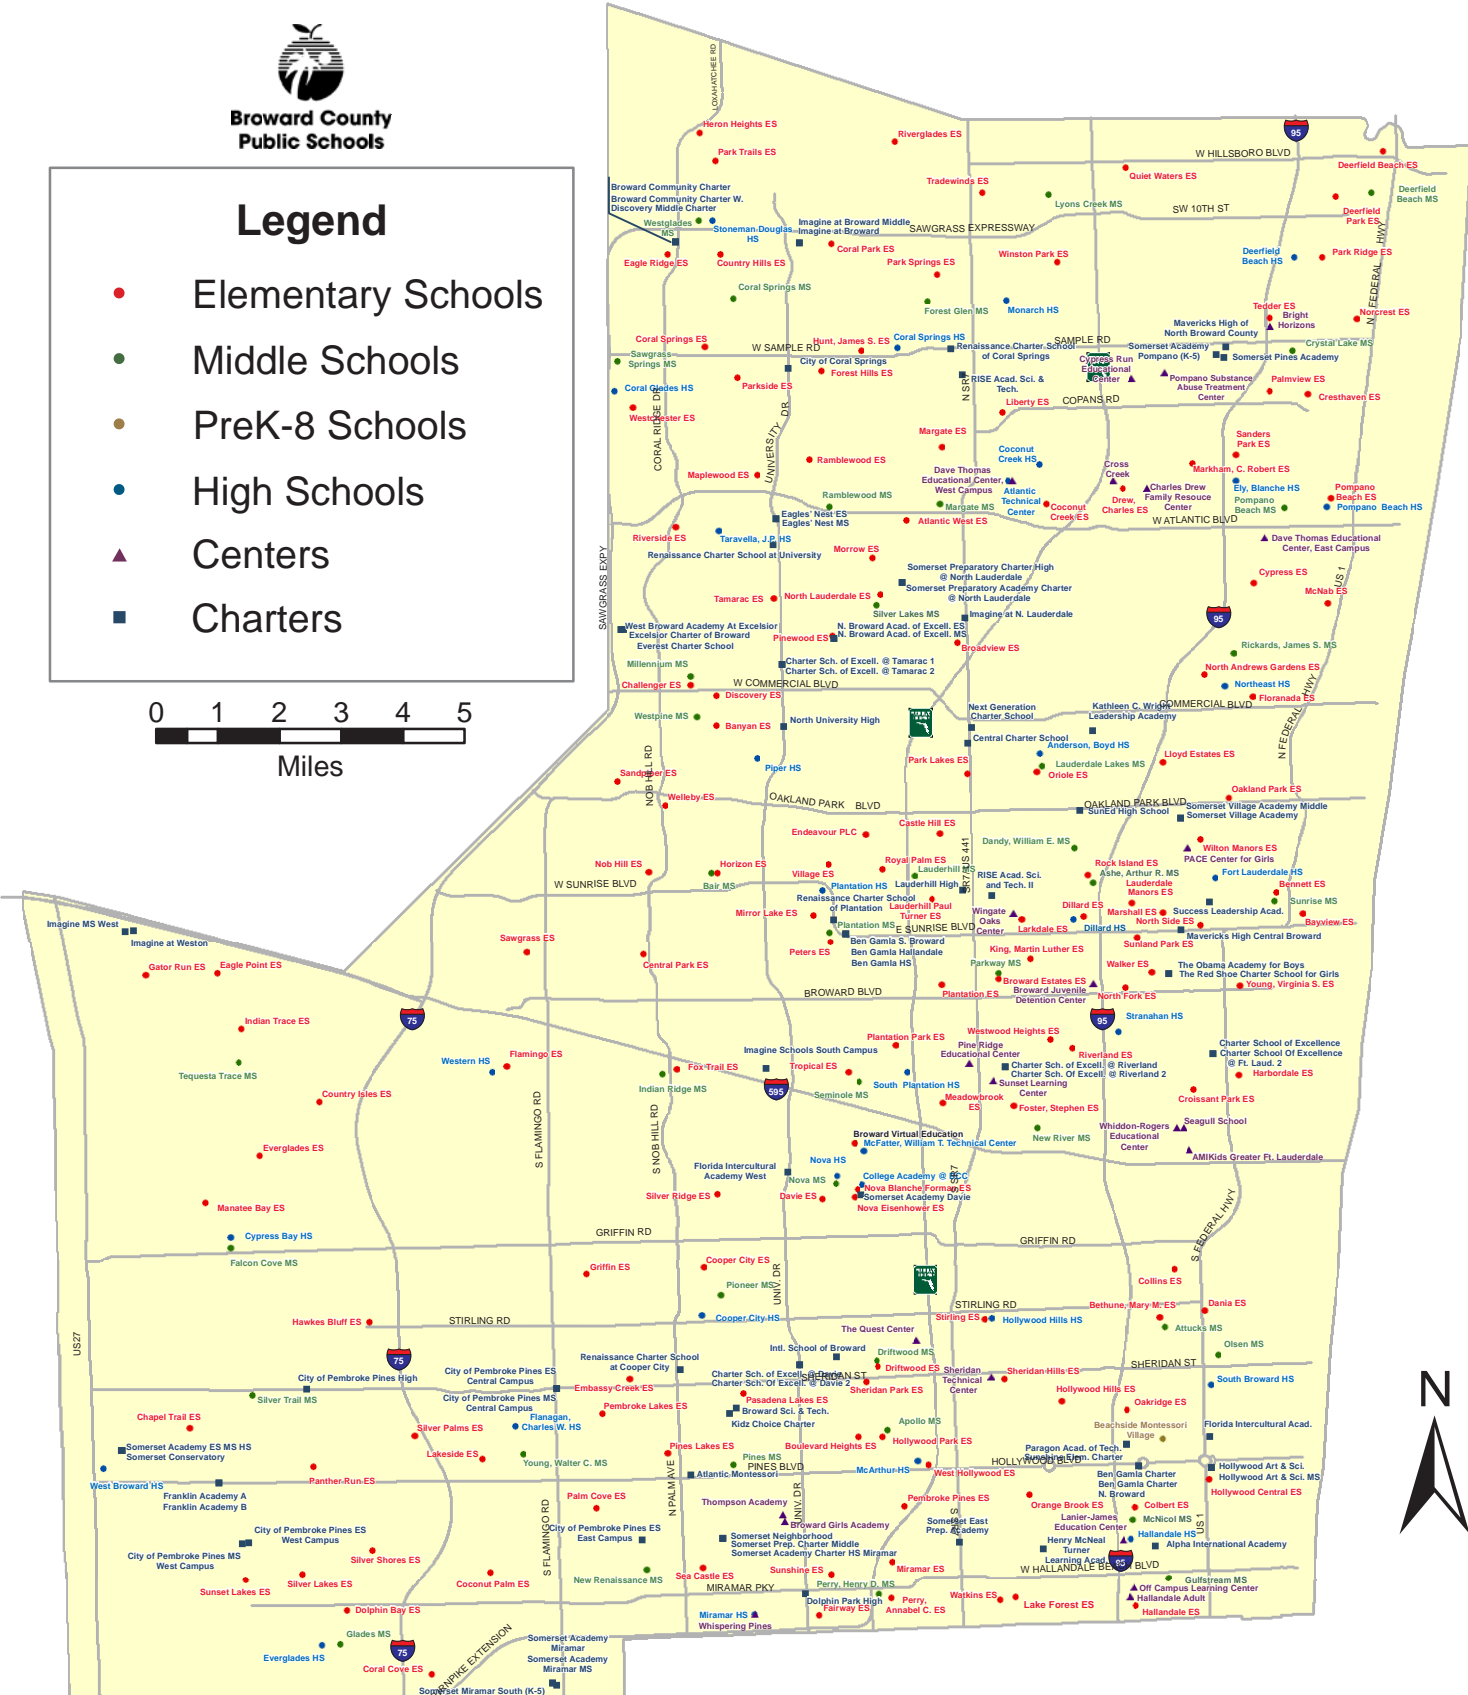 Broward County
Public Schools
Legend
Elementary Schools
Middle Schools
PreK-8 Schools
High Schools
Centers
Charters
0 1 2 3 4 5
Miles
LOXAHATCHEE RD
Heron Heights ES
Park Trails ES
Riverglades ES
95
W HILLSBORO BLVD
Deerfield Beach ES
Quiet Waters ES
Tradewinds ES
Lyons Creek MS
Deerfield
Beach MS
Broward Community Charter
Broward Community Charter W.
Discovery Middle Charter
Westglades
MS
Stoneman Douglas
HS
Imagine at Broward Middle
Imagine at Broward
SAWGRASS EXPRESSWAY
SW 10TH ST
Deerfield
Park ES
Eagle Ridge ES
Country Hills ES
Coral Park ES
Park Springs ES
Winston Park ES
Deerfield
Beach HS
Park Ridge ES
N FEDERAL HWY
Coral Springs MS
Forest Glen MS
Monarch HS
Tedder ES
Bright
Horizons
Norcrest ES
Mavericks High of
North Broward County
Coral Springs ES
W SAMPLE RD
Hunt, James S. ES
Coral Springs HS
Renaissance Charter School
of Coral Springs
SAMPLE RD
Somerset Academy
Pompano (K-5)
Somerset Pines Academy
Crystal Lake MS
Sawgrass
Springs MS
City of Coral Springs
Forest Hills ES
Parkside ES
RISE Acad. Sci. &
Tech.
Cypress Run
Educational
Center
Pompano Substance
Abuse Treatment
Center
Palmview ES
Cresthaven ES
Coral Glades HS
Westchester ES
CORAL RIDGE DR
UNIVERSITY DR
N SR7
Liberty ES
COPANS RD
Margate ES
Sanders
Park ES
Ramblewood ES
Maplewood ES
Coconut
Creek HS
Dave Thomas
Educational Center,
West Campus
Atlantic
Technical
Center
Cross
Creek
Drew,
Charles ES
Charles Drew
Family Resouce
Center
Markham, C. Robert ES
Ely, Blanche HS
Pompano
Beach MS
Pompano
Beach ES
Pompano Beach HS
Ramblewood MS
Margate MS
Coconut
Creek ES
Atlantic West ES
W ATLANTIC BLVD
Eagles' Nest ES
Eagles' Nest MS
Riverside ES
Taravella, J.P. HS
Renaissance Charter School at University
Morrow ES
Dave Thomas Educational
Center, East Campus
SAWGRASS EXPY
Somerset Preparatory Charter High
@ North Lauderdale
Somerset Preparatory Academy Charter
@ North Lauderdale
Cypress ES
McNab ES
US 1
Tamarac ES
North Lauderdale ES
Silver Lakes MS
Imagine at N. Lauderdale
95
West Broward Academy At Excelsior
Excelsior Charter of Broward
Everest Charter School
Pinewood ES
N. Broward Acad. of Excell. ES
N. Broward Acad. of Excell. MS
Broadview ES
Rickards, James S. MS
Millennium MS
Charter Sch. of Excell. @ Tamarac 1
Charter Sch. of Excell. @ Tamarac 2
North Andrews Gardens ES
Challenger ES
W COMMERCIAL BLVD
Discovery ES
Northeast HS
Floranada ES
COMMERCIAL BLVD
Westpine MS
Banyan ES
North University High
Next Generation
Charter School
Kathleen C. Wright
Leadership Academy
N FEDERAL HWY
Central Charter School
Anderson, Boyd HS
Piper HS
Park Lakes ES
Lauderdale Lakes MS
Oriole ES
Lloyd Estates ES
Sandpiper ES
NOB HILL RD
Welleby ES
OAKLAND PARK BLVD
Oakland Park ES
OAKLAND PARK BLVD
SunEd High School
Somerset Village Academy Middle
Somerset Village Academy
Endeavour PLC
Castle Hill ES
Dandy, William E. MS
Wilton Manors ES
PACE Center for Girls
Nob Hill ES
Horizon ES
Bair MS
Village ES
Royal Palm ES
Lauderhill MS
SR7/US 441
Rock Island ES
Ashe, Arthur R. MS
Fort Lauderdale HS
W SUNRISE BLVD
Plantation HS
Lauderhill High
RISE Acad. Sci.
and Tech. II
Lauderdale
Manors ES
Bennett ES
Renaissance Charter School
of Plantation
Lauderhill Paul
Turner ES
Wingate
Oaks
Center
Dillard ES
Marshall ES
Success Leadership Acad.
Sunrise MS
Mirror Lake ES
Plantation MS
E SUNRISE BLVD
Larkdale ES
Dillard HS
North Side ES
Bayview ES
Mavericks High Central Broward
Imagine MS West
Imagine at Weston
Sawgrass ES
Peters ES
Ben Gamla S. Broward
Ben Gamla Hallandale
Ben Gamla HS
King, Martin Luther ES
Sunland Park ES
Gator Run ES
Eagle Point ES
Central Park ES
Parkway MS
Walker ES
The Obama Academy for Boys
The Red Shoe Charter School for Girls
Broward Estates ES
Broward Juvenile
Detention Center
BROWARD BLVD
Plantation ES
North Fork ES
Young, Virginia S. ES
75
95
Indian Trace ES
Stranahan HS
Plantation Park ES
Westwood Heights ES
Western HS
Flamingo ES
Imagine Schools South Campus
Pine Ridge
Educational Center
Riverland ES
Charter School of Excellence
Charter School Of Excellence
@ Ft. Laud. 2
Tequesta Trace MS
Fox Trail ES
Tropical ES
Charter Sch. of Excell. @ Riverland
Charter Sch. Of Excell. @ Riverland 2
Harbordale ES
Indian Ridge MS
595
Seminole MS
South Plantation HS
Sunset Learning
Center
Country Isles ES
Meadowbrook
ES
Foster, Stephen ES
Croissant Park ES
S FLAMINGO RD
S NOB HILL RD
New River MS
Whiddon-Rogers
Educational
Center
Seagull School
Everglades ES
Broward Virtual Education
McFatter, William T. Technical Center
AMIKids Greater Ft. Lauderdale
Florida Intercultural
Academy West
Nova HS
Nova MS
College Academy @ BCC
Nova Blanche Forman ES
Somerset Academy Davie
Nova Eisenhower ES
Silver Ridge ES
Davie ES
S SR7
Manatee Bay ES
S FEDERAL HWY
Cypress Bay HS
Falcon Cove MS
GRIFFIN RD
GRIFFIN RD
Griffin ES
Cooper City ES
Pioneer MS
UNIV. DR
Collins ES
US27
Hawkes Bluff ES
STIRLING RD
Cooper City HS
STIRLING RD
Stirling ES
Hollywood Hills HS
Bethune, Mary M. ES
Dania ES
Attucks MS
The Quest Center
75
Renaissance Charter School
at Cooper City
Intl. School of Broward
Driftwood MS
Driftwood ES
Olsen MS
SHERIDAN ST
City of Pembroke Pines High
City of Pembroke Pines ES
Central Campus
Charter Sch. of Excell. @ Davie
Charter Sch. Of Excell. @ Davie 2
SHERIDAN ST
Sheridan Park ES
Sheridan
Technical
Center
Sheridan Hills ES
South Broward HS
Silver Trail MS
City of Pembroke Pines MS
Central Campus
Embassy Creek ES
Pasadena Lakes ES
Hollywood Hills ES
Oakridge ES
Chapel Trail ES
Silver Palms ES
Flanagan,
Charles W. HS
Pembroke Lakes ES
Broward Sci. & Tech.
Kidz Choice Charter
Apollo MS
Beachside Montessori
Village
Florida Intercultural Acad.
Somerset Academy ES MS HS
Somerset Conservatory
Lakeside ES
Young, Walter C. MS
Pines Lakes ES
Boulevard Heights ES
Hollywood Park ES
Paragon Acad. of Tech.
Sunshine Elem. Charter
Pines MS
PINES BLVD
HOLLYWOOD BLVD
West Broward HS
Panther Run ES
Atlantic Montessori
McArthur HS
West Hollywood ES
Ben Gamla Charter
Ben Gamla Charter
N. Broward
Hollywood Art & Sci.
Hollywood Art & Sci. MS
Hollywood Central ES
Franklin Academy A
Franklin Academy B
Palm Cove ES
N PALM AVE
Thompson Academy
Broward Girls Academy
UNIV. DR
Pembroke Pines ES
Orange Brook ES
Colbert ES
Lanier-James
Education Center
McNicol MS
US 1
City of Pembroke Pines ES
West Campus
City of Pembroke Pines MS
West Campus
S FLAMINGO RD
City of Pembroke Pines ES
East Campus
Somerset Neighborhood
Somerset Prep. Charter Middle
Somerset Academy Charter HS Miramar
Somerset East
Prep. Academy
Henry McNeal
Turner
Learning Acad.
Hallandale HS
Alpha International Academy
Silver Shores ES
Sunset Lakes ES
Silver Lakes ES
Coconut Palm ES
New Renaissance MS
Sea Castle ES
Sunshine ES
Miramar ES
95
W HALLANDALE BEACH BLVD
MIRAMAR PKY
Perry, Henry D. MS
Gulfstream MS
Dolphin Bay ES
Miramar HS
Whispering Pines
Dolphin Park High
Fairway ES
Perry,
Annabel C. ES
Watkins ES
Lake Forest ES
Off Campus Learning Center
Hallandale Adult
Hallandale ES
Glades MS
Everglades HS
75
Coral Cove ES
Somerset Academy
Miramar
Somerset Academy
Miramar MS
Somerset Miramar South (K-5)
EXTENSION
N